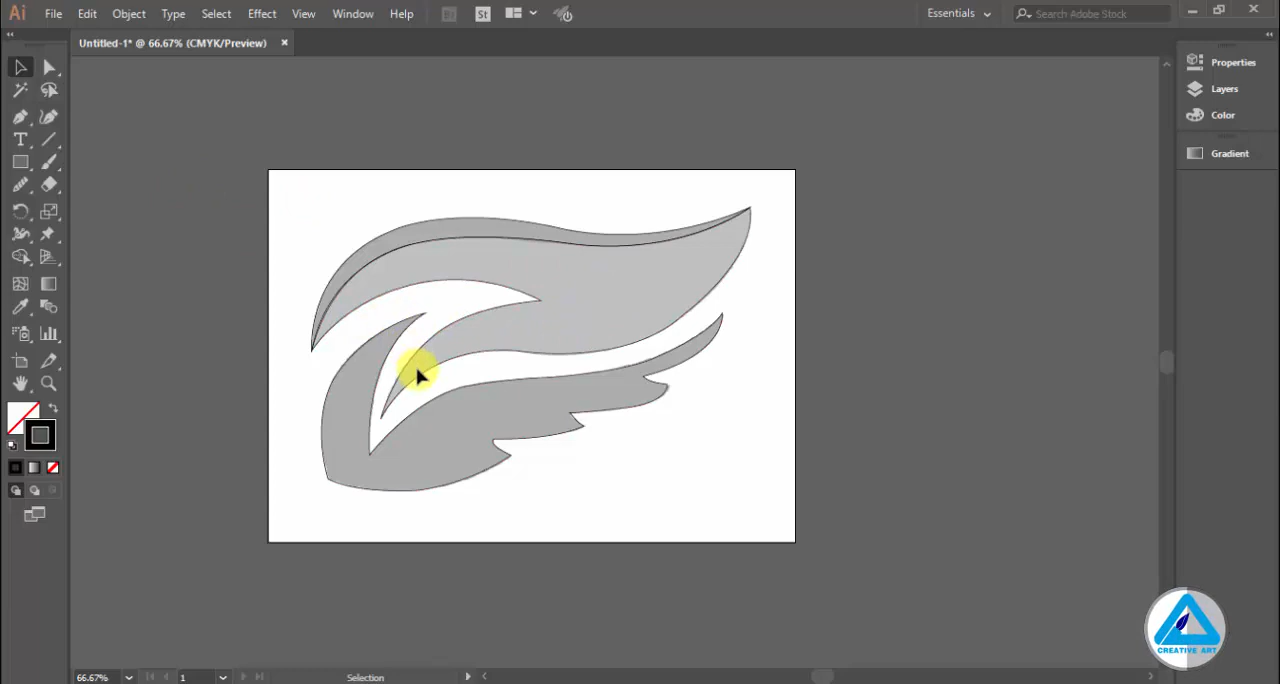 Ai File Edit Object Type Select Effect View Window Help Br St Essentials Search Adobe Stock
Untitled-1* @ 66.67% (CMYK/Preview)
Properties
Layers
Color
Gradient
CREATIVE ART
66.67% 1 Selection